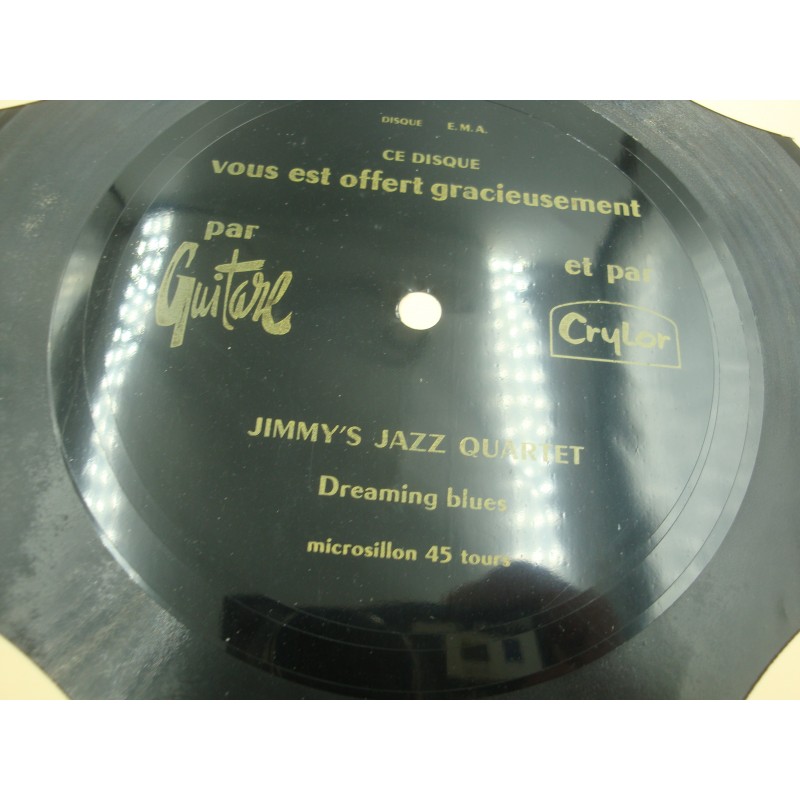 DISQUE E.M.A.
CE DISQUE
vous est offert gracieusement
par
Guitare
et par
Crylor
JIMMY'S JAZZ QUARTET
Dreaming blues
microsillon 45 tours